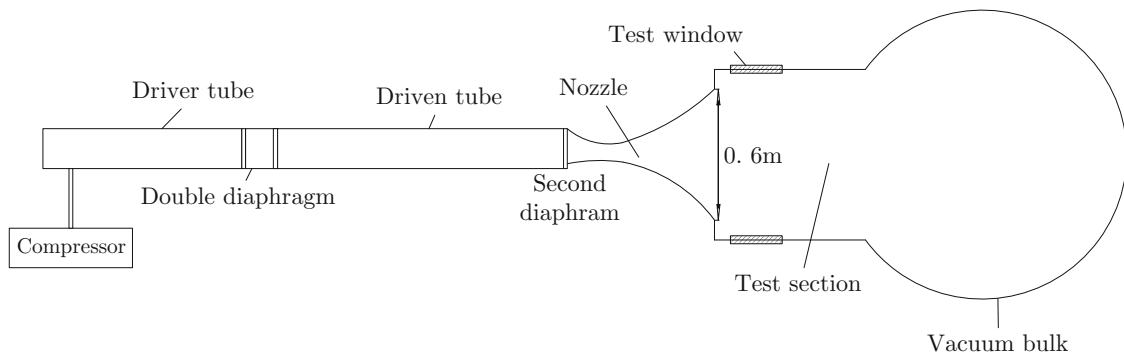 Test window
Driver tube
Driven tube
Nozzle
0. 6m
Double diaphragm
Second
diaphram
Compressor
Test section
Vacuum bulk